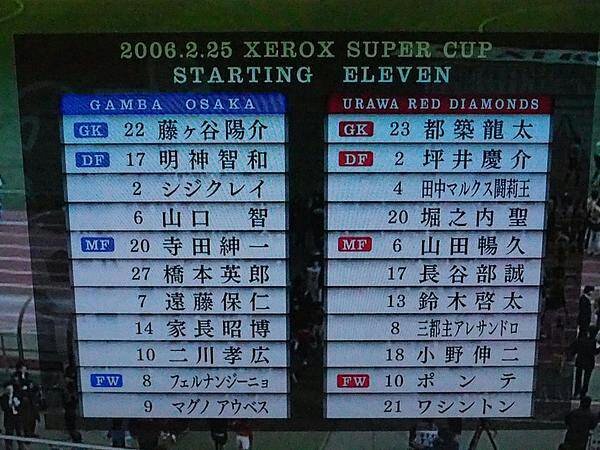 2006.2.25 XEROX SUPER CUP
STARTING ELEVEN
GAMBA OSAKA
GK 22 藤ヶ谷陽介
DF 17 明神智和
2 シジクレイ
6 山口 智
MF 20 寺田紳一
27 橋本英郎
7 遠藤保仁
14 家長昭博
10 二川孝広
FW 8 フェルナンジーニョ
9 マグノアウベス
URAWA RED DIAMONDS
GK 23 都築龍太
DF 2 坪井慶介
4 田中マルクス闘莉王
20 堀之内聖
MF 6 山田暢久
17 長谷部誠
13 鈴木啓太
8 三都主アレサンドロ
18 小野伸二
FW 10 ポンテ
21 ワシントン